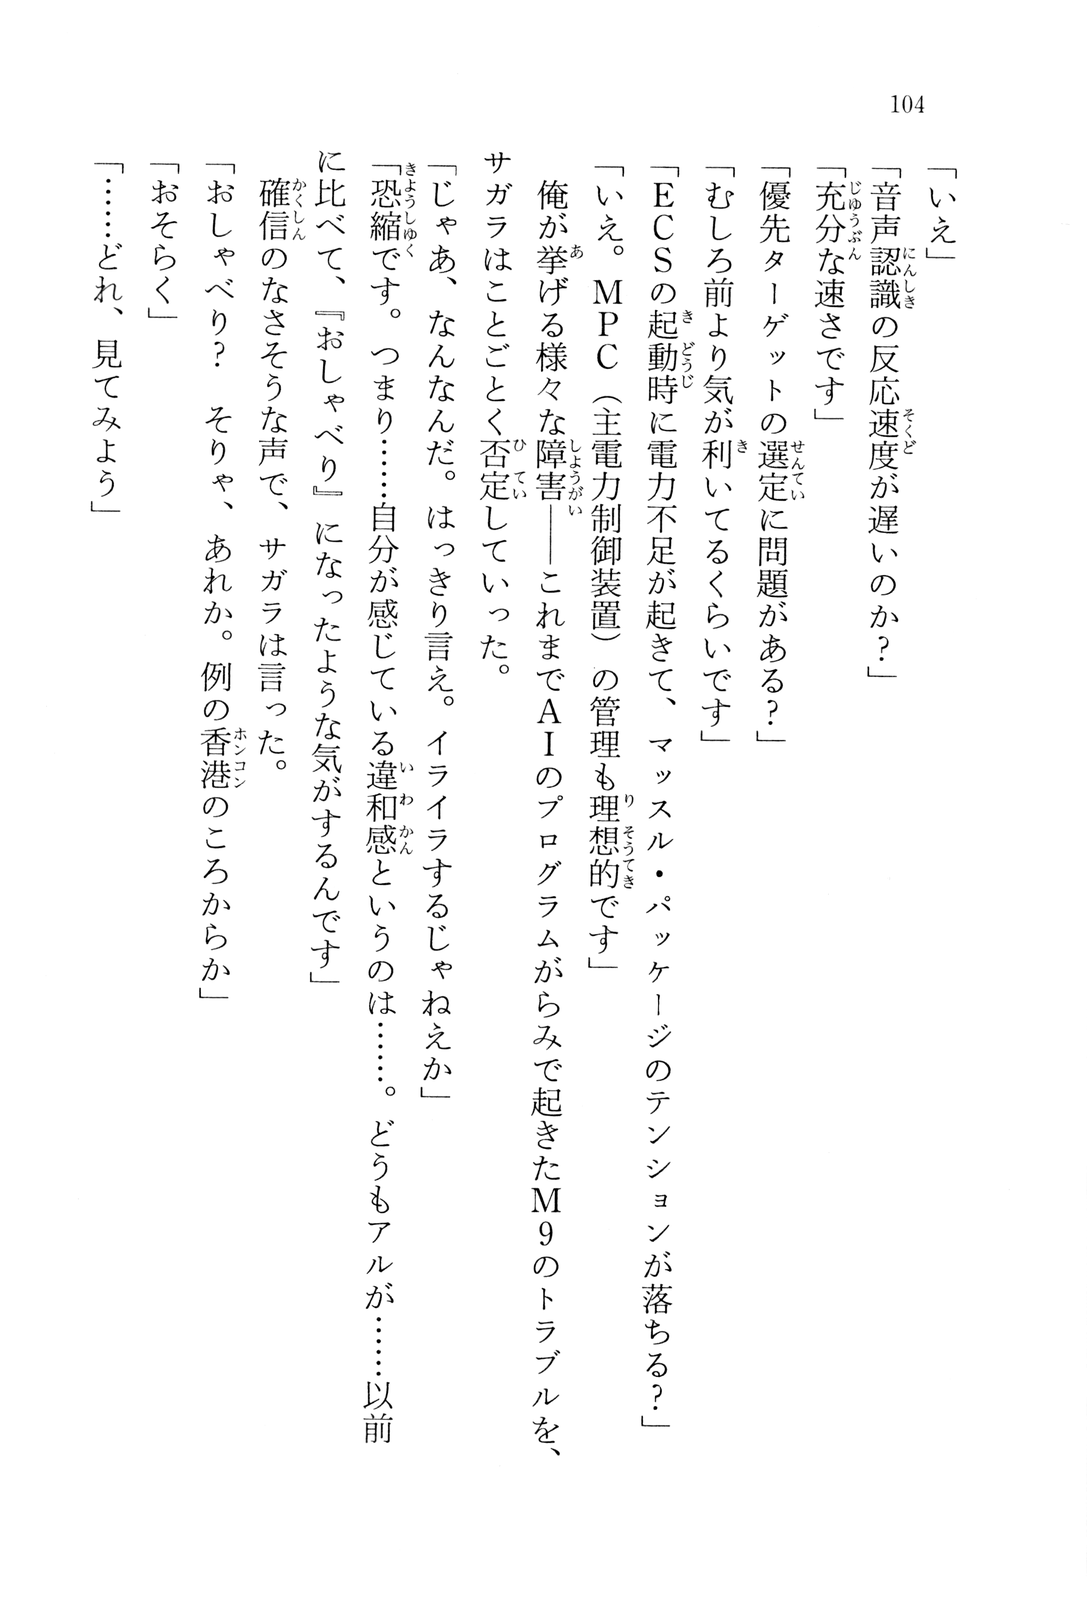 104
「いえ」
「音声認識の反応速度が遅いのか？」
「充分な速さです」
「優先ターゲットの選定に問題がある？」
「むしろ前より気が利いてるくらいです」
「ＥＣＳの起動時に電力不足が起きて、マッスル・パッケージのテンションが落ちる？」
「いえ。ＭＰＣ（主電力制御装置）の管理も理想的です」
　俺が挙げる様々な障害――これまでＡＩのプログラムがらみで起きたＭ９のトラブルを、
サガラはことごとく否定していった。
「じゃあ、なんなんだ。はっきり言え。イライラするじゃねえか」
「恐縮です。つまり……自分が感じている違和感というのは……。どうもアルが……以前
に比べて、『おしゃべり』になったような気がするんです」
　確信のなさそうな声で、サガラは言った。
「おしゃべり？　そりゃ、あれか。例の香港のころからか」
「おそらく」
「……どれ、見てみよう」